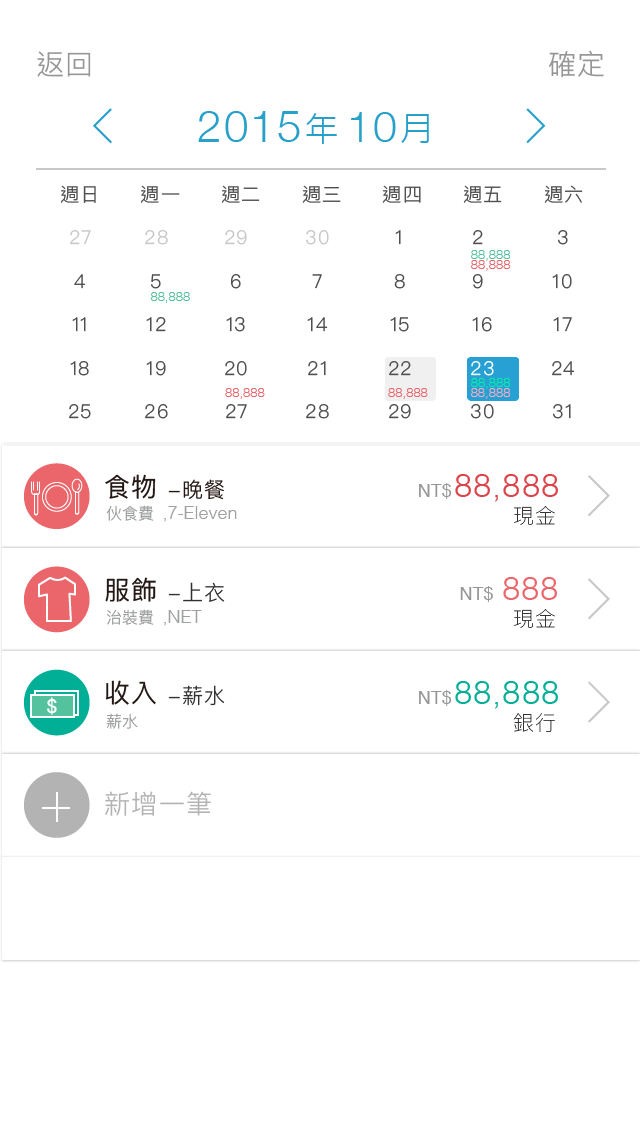 返回 確定
2015年 10月
週日 週一 週二 週三 週四 週五 週六
27 28 29 30 1 2 3
88,888
88,888
4 5 6 7 8 9 10
88,888
11 12 13 14 15 16 17
18 19 20 21 22 23 24
88,888
88,888 88,888 88,888
25 26 27 28 29 30 31
食物 –晚餐 NT$88,888
伙食費 ,7-Eleven 現金
服飾 –上衣 NT$ 888
治裝費 ,NET 現金
收入 –薪水 NT$88,888
$
薪水 銀行
新增一筆